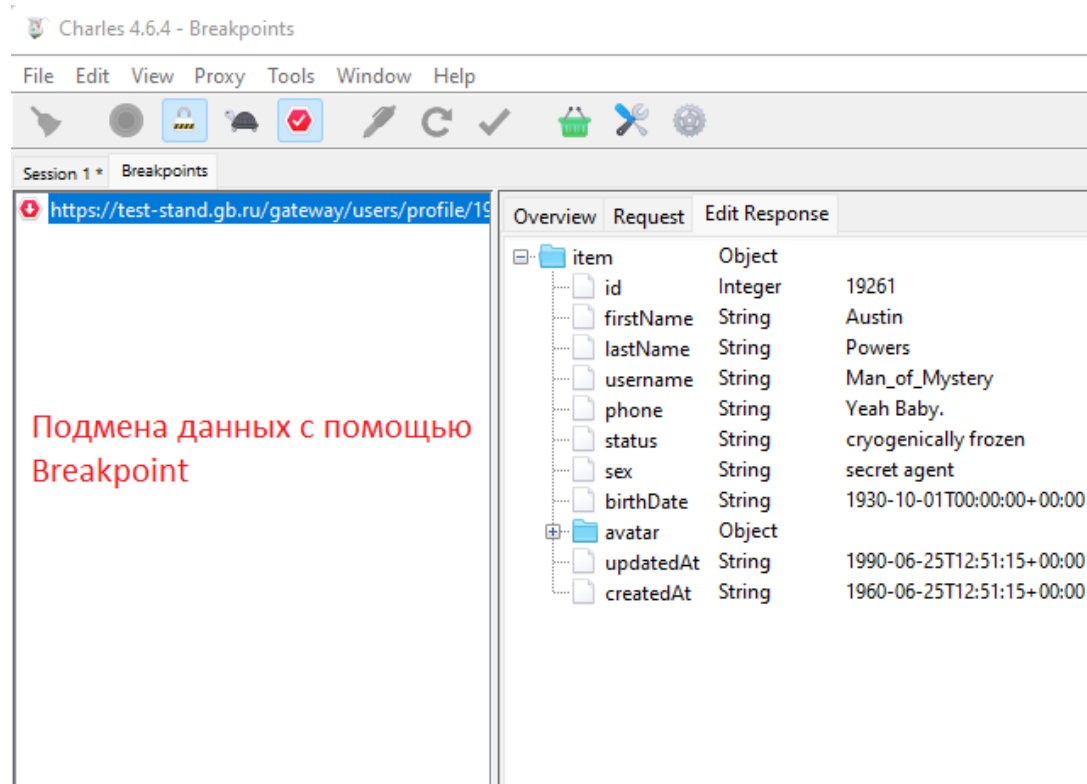 Charles 4.6.4 - Breakpoints
File Edit View Proxy Tools Window Help
Session 1 * Breakpoints
https://test-stand.gb.ru/gateway/users/profile/19
Overview Request Edit Response
item Object
id Integer 19261
firstName String Austin
lastName String Powers
username String Man_of_Mystery
phone String Yeah Baby.
status String cryogenically frozen
sex String secret agent
birthDate String 1930-10-01T00:00:00+00:00
avatar Object
updatedAt String 1990-06-25T12:51:15+00:00
createdAt String 1960-06-25T12:51:15+00:00
Подмена данных с помощью
Breakpoint